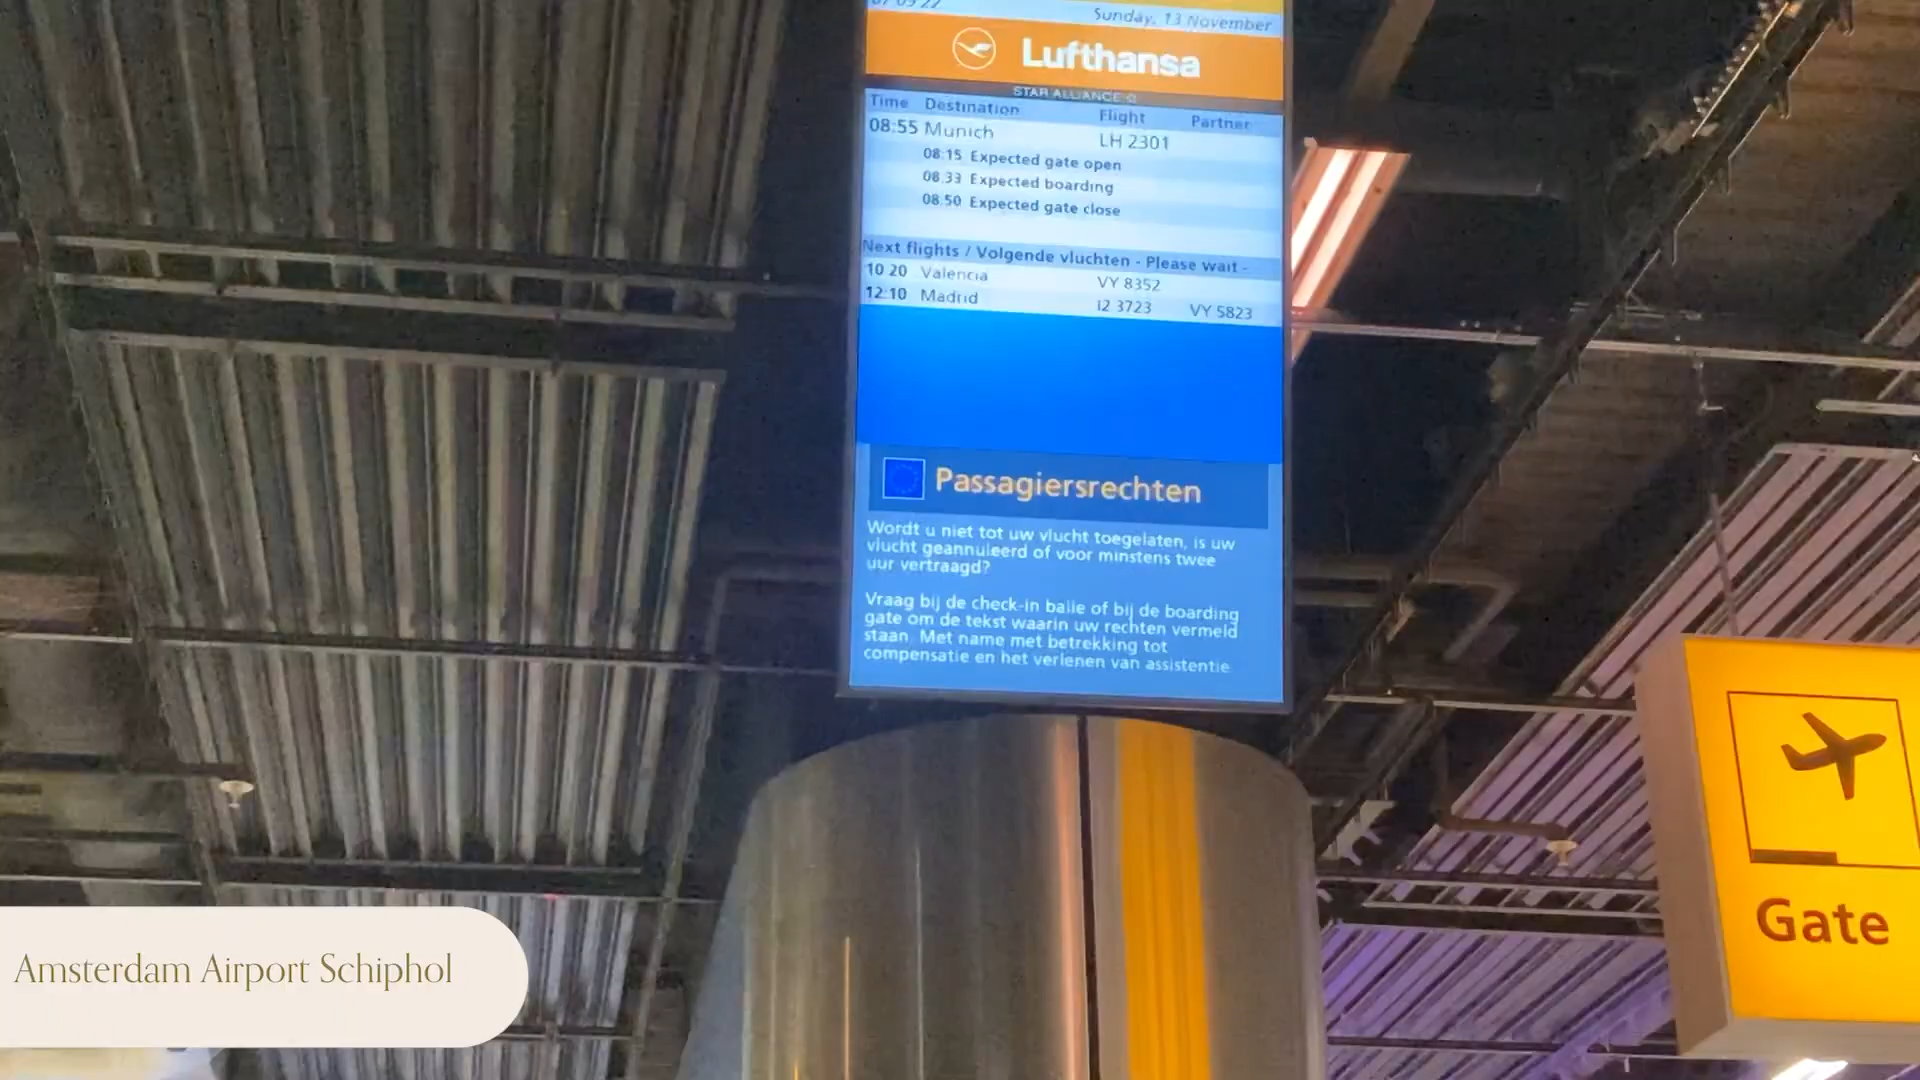 07 09 22 Sunday, 13 November
Lufthansa
STAR ALLIANCE
Time Destination Flight Partner
08:55 Munich LH 2301
08:15 Expected gate open
08.33 Expected boarding
08.50 Expected gate close
Next flights / Volgende vluchten - Please wait -
10 20 Valencia VY 8352
12:10 Madrid I2 3723 VY 5823
Passagiersrechten
Wordt u niet tot uw vlucht toegelaten, is uw
vlucht geannuleerd of voor minstens twee
uur vertraagd?
Vraag bij de check-in balie of bij de boarding
gate om de tekst waarin uw rechten vermeld
staan. Met name met betrekking tot
compensatie en het verlenen van assistentie
Gate
Amsterdam Airport Schiphol